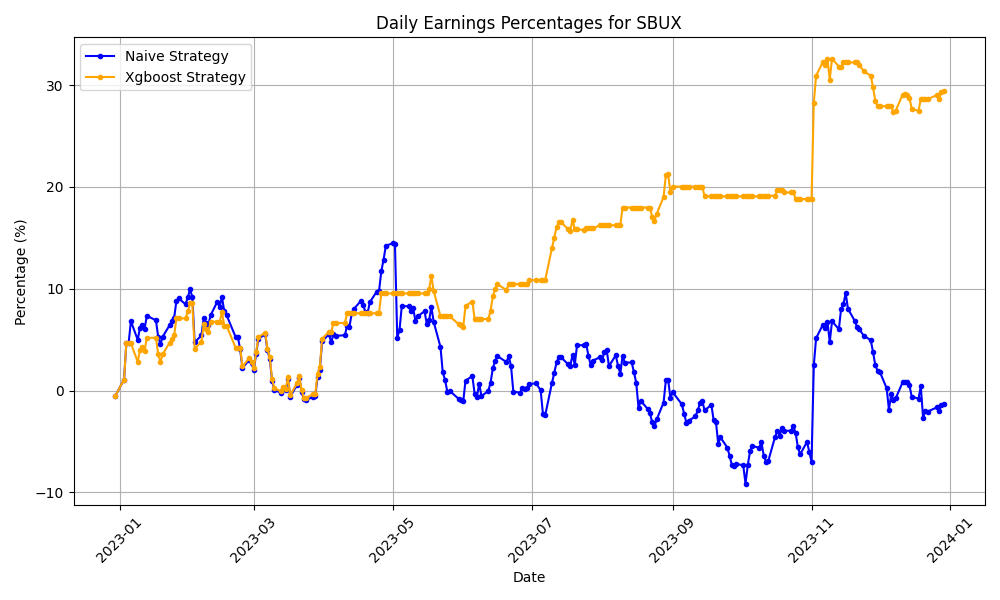 Daily Earnings Percentages for SBUX
Naive Strategy
Xgboost Strategy
Percentage (%)
30
20
10
0
−10
2023-01
2023-03
2023-05
2023-07
2023-09
2023-11
2024-01
Date